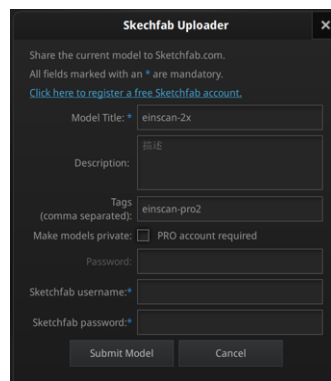 Skechfab Uploader
Share the current model to Sketchfab.com.
All fields marked with an * are mandatory.
Click here to register a free Sketchfab account.
Model Title: * einscan-2x
Description: 描述
Tags
(comma separated): einscan-pro2
Make models private: PRO account required
Password:
Sketchfab username:*
Sketchfab password:*
Submit Model Cancel